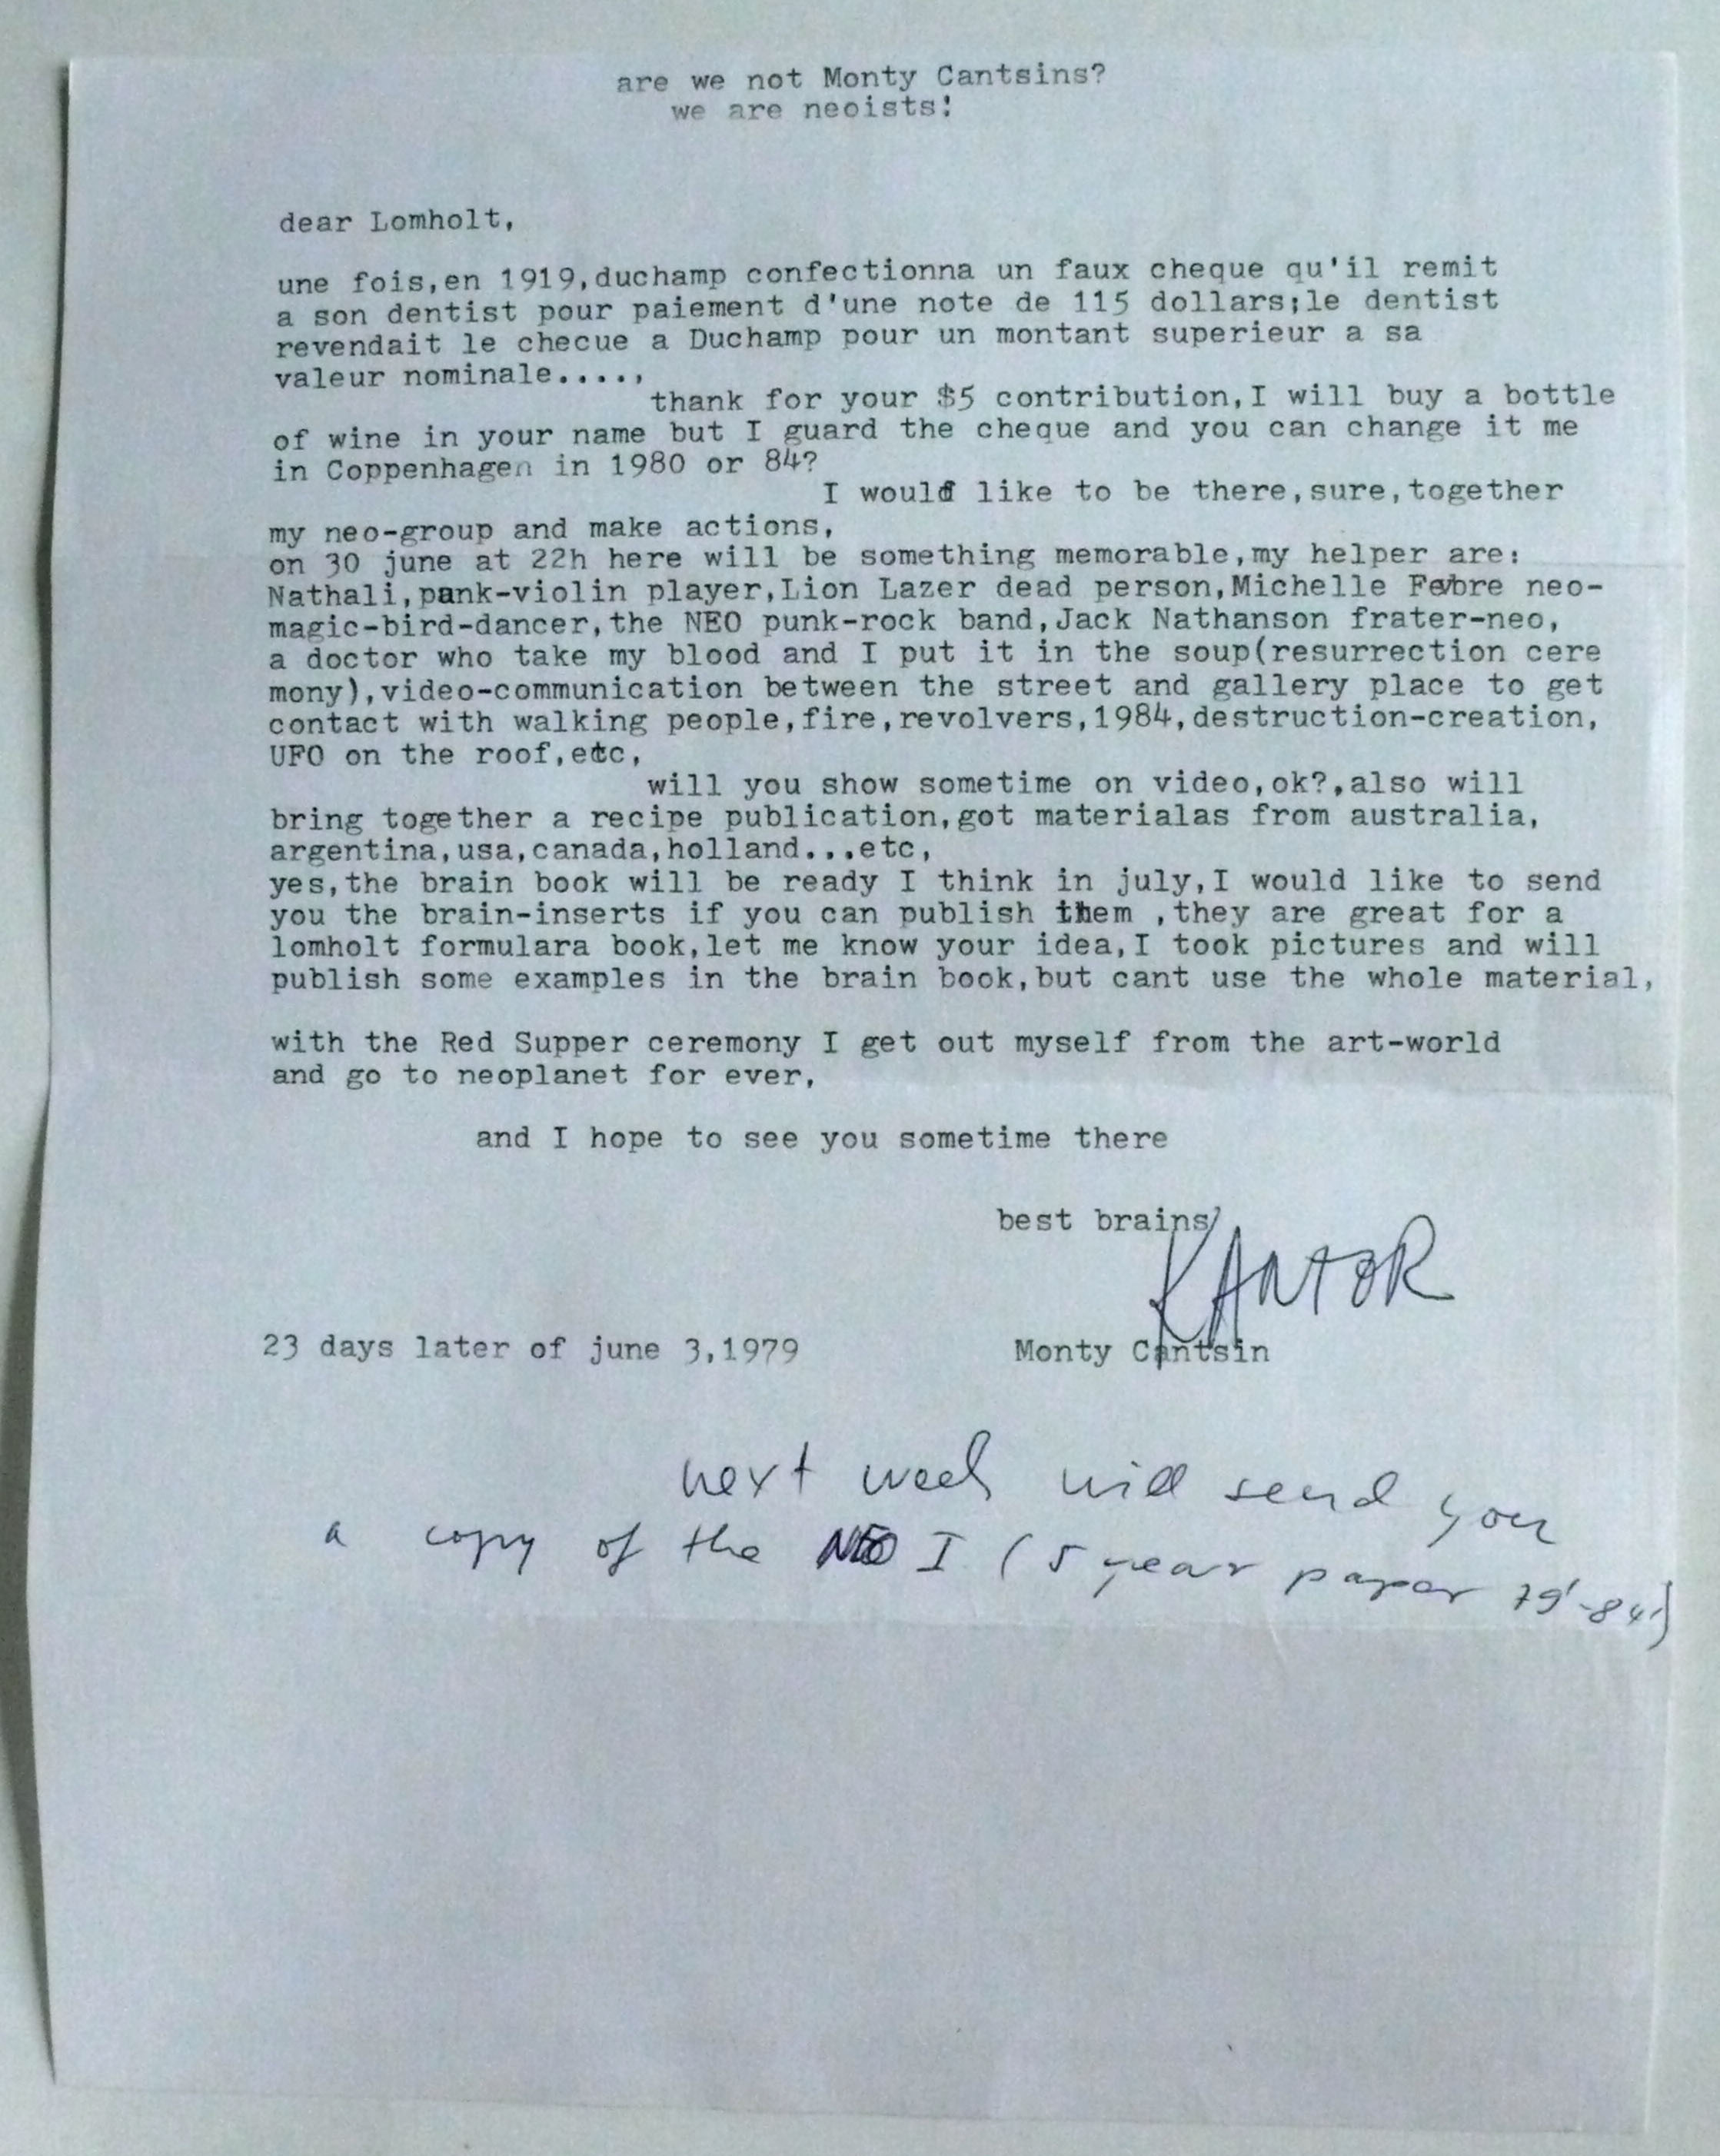 are we not Monty Cantsins?
we are neoists!
dear Lomholt,
une fois,en 1919,duchamp confectionna un faux cheque qu'il remit
a son dentist pour paiement d'une note de 115 dollars;le dentist
revendait le checue a Duchamp pour un montant superieur a sa
valeur nominale....,
thank for your $5 contribution,I will buy a bottle
of wine in your name but I guard the cheque and you can change it me
in Coppenhagen in 1980 or 84?
I would like to be there,sure,together
my neo-group and make actions,
on 30 june at 22h here will be something memorable,my helper are:
Nathali,pank-violin player,Lion Lazer dead person,Michelle Febre neo-
magic-bird-dancer,the NEO punk-rock band,Jack Nathanson frater-neo,
a doctor who take my blood and I put it in the soup(resurrection cere
mony),video-communication between the street and gallery place to get
contact with walking people,fire,revolvers,1984,destruction-creation,
UFO on the roof,etc,
will you show sometime on video,ok?,also will
bring together a recipe publication,got materialas from australia,
argentina,usa,canada,holland...etc,
yes,the brain book will be ready I think in july,I would like to send
you the brain-inserts if you can publish them ,they are great for a
lomholt formulara book,let me know your idea,I took pictures and will
publish some examples in the brain book,but cant use the whole material,
with the Red Supper ceremony I get out myself from the art-world
and go to neoplanet for ever,
and I hope to see you sometime there
best brains,
KANTOR
23 days later of june 3,1979 Monty Cantsin
next week will send you
a copy of the NEO I (5 year paper 79'-84')